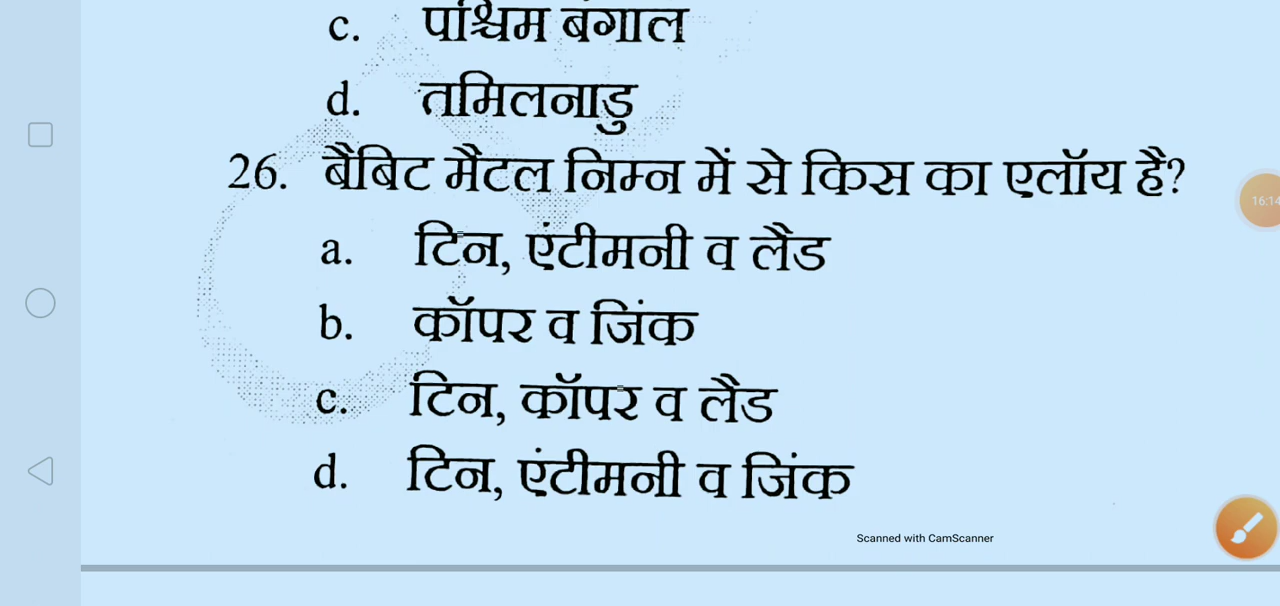 c. पश्चिम बंगाल
d. तमिलनाडु
26. बैबिट मैटल निम्न में से किस का एलॉय है?
16:14
a. टिन, एंटीमनी व लैड
b. कॉपर व जिंक
c. टिन, कॉपर व लैड
d. टिन, एंटीमनी व जिंक
Scanned with CamScanner